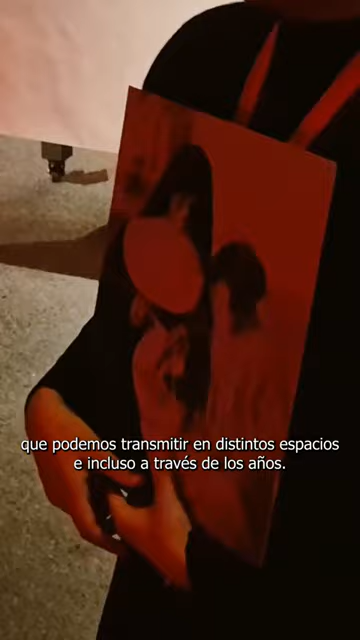 que podemos transmitir en distintos espacios
e incluso a través de los años.